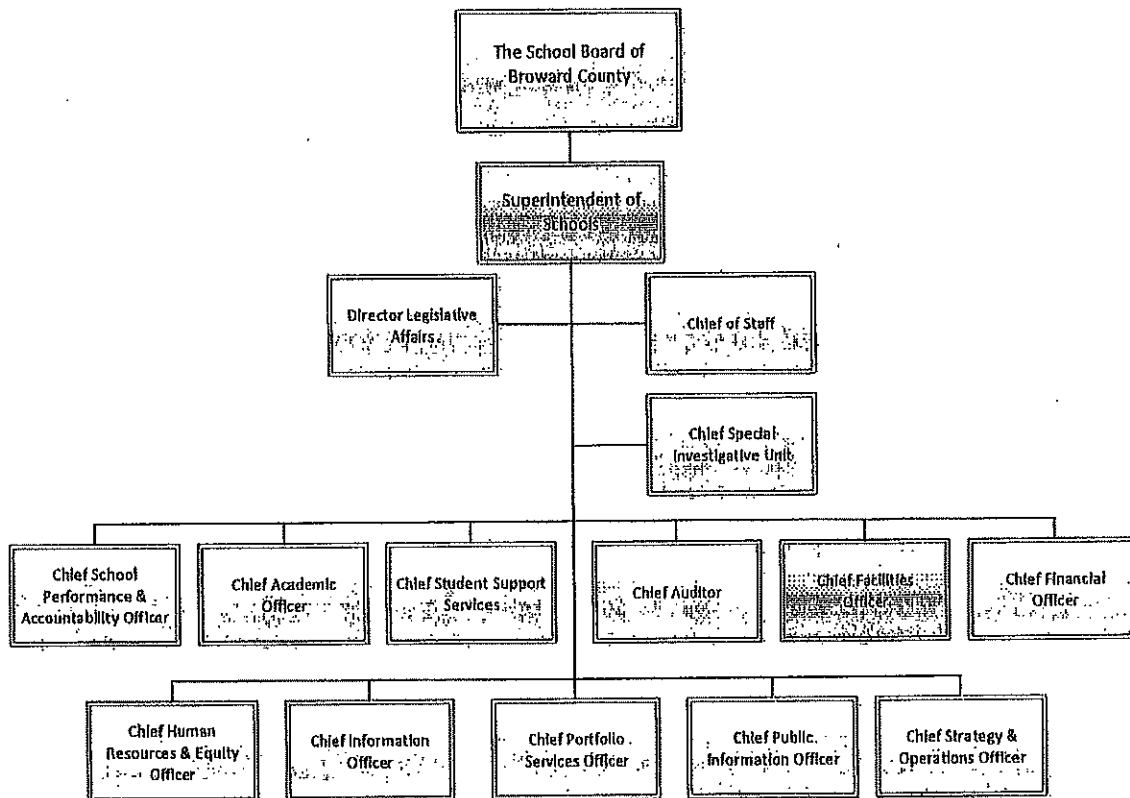 The School Board of
Broward County
Superintendent of
Schools
Director Legislative
Affairs
Chief of Staff
Chief Special
Investigative Unit
Chief School
Performance &
Accountability Officer
Chief Academic
Officer
Chief Student Support
Services
Chief Auditor
Chief Facilities
Officer
Chief Financial
Officer
Chief Human
Resources & Equity
Officer
Chief Information
Officer
Chief Portfolio
Services Officer
Chief Public
Information Officer
Chief Strategy &
Operations Officer